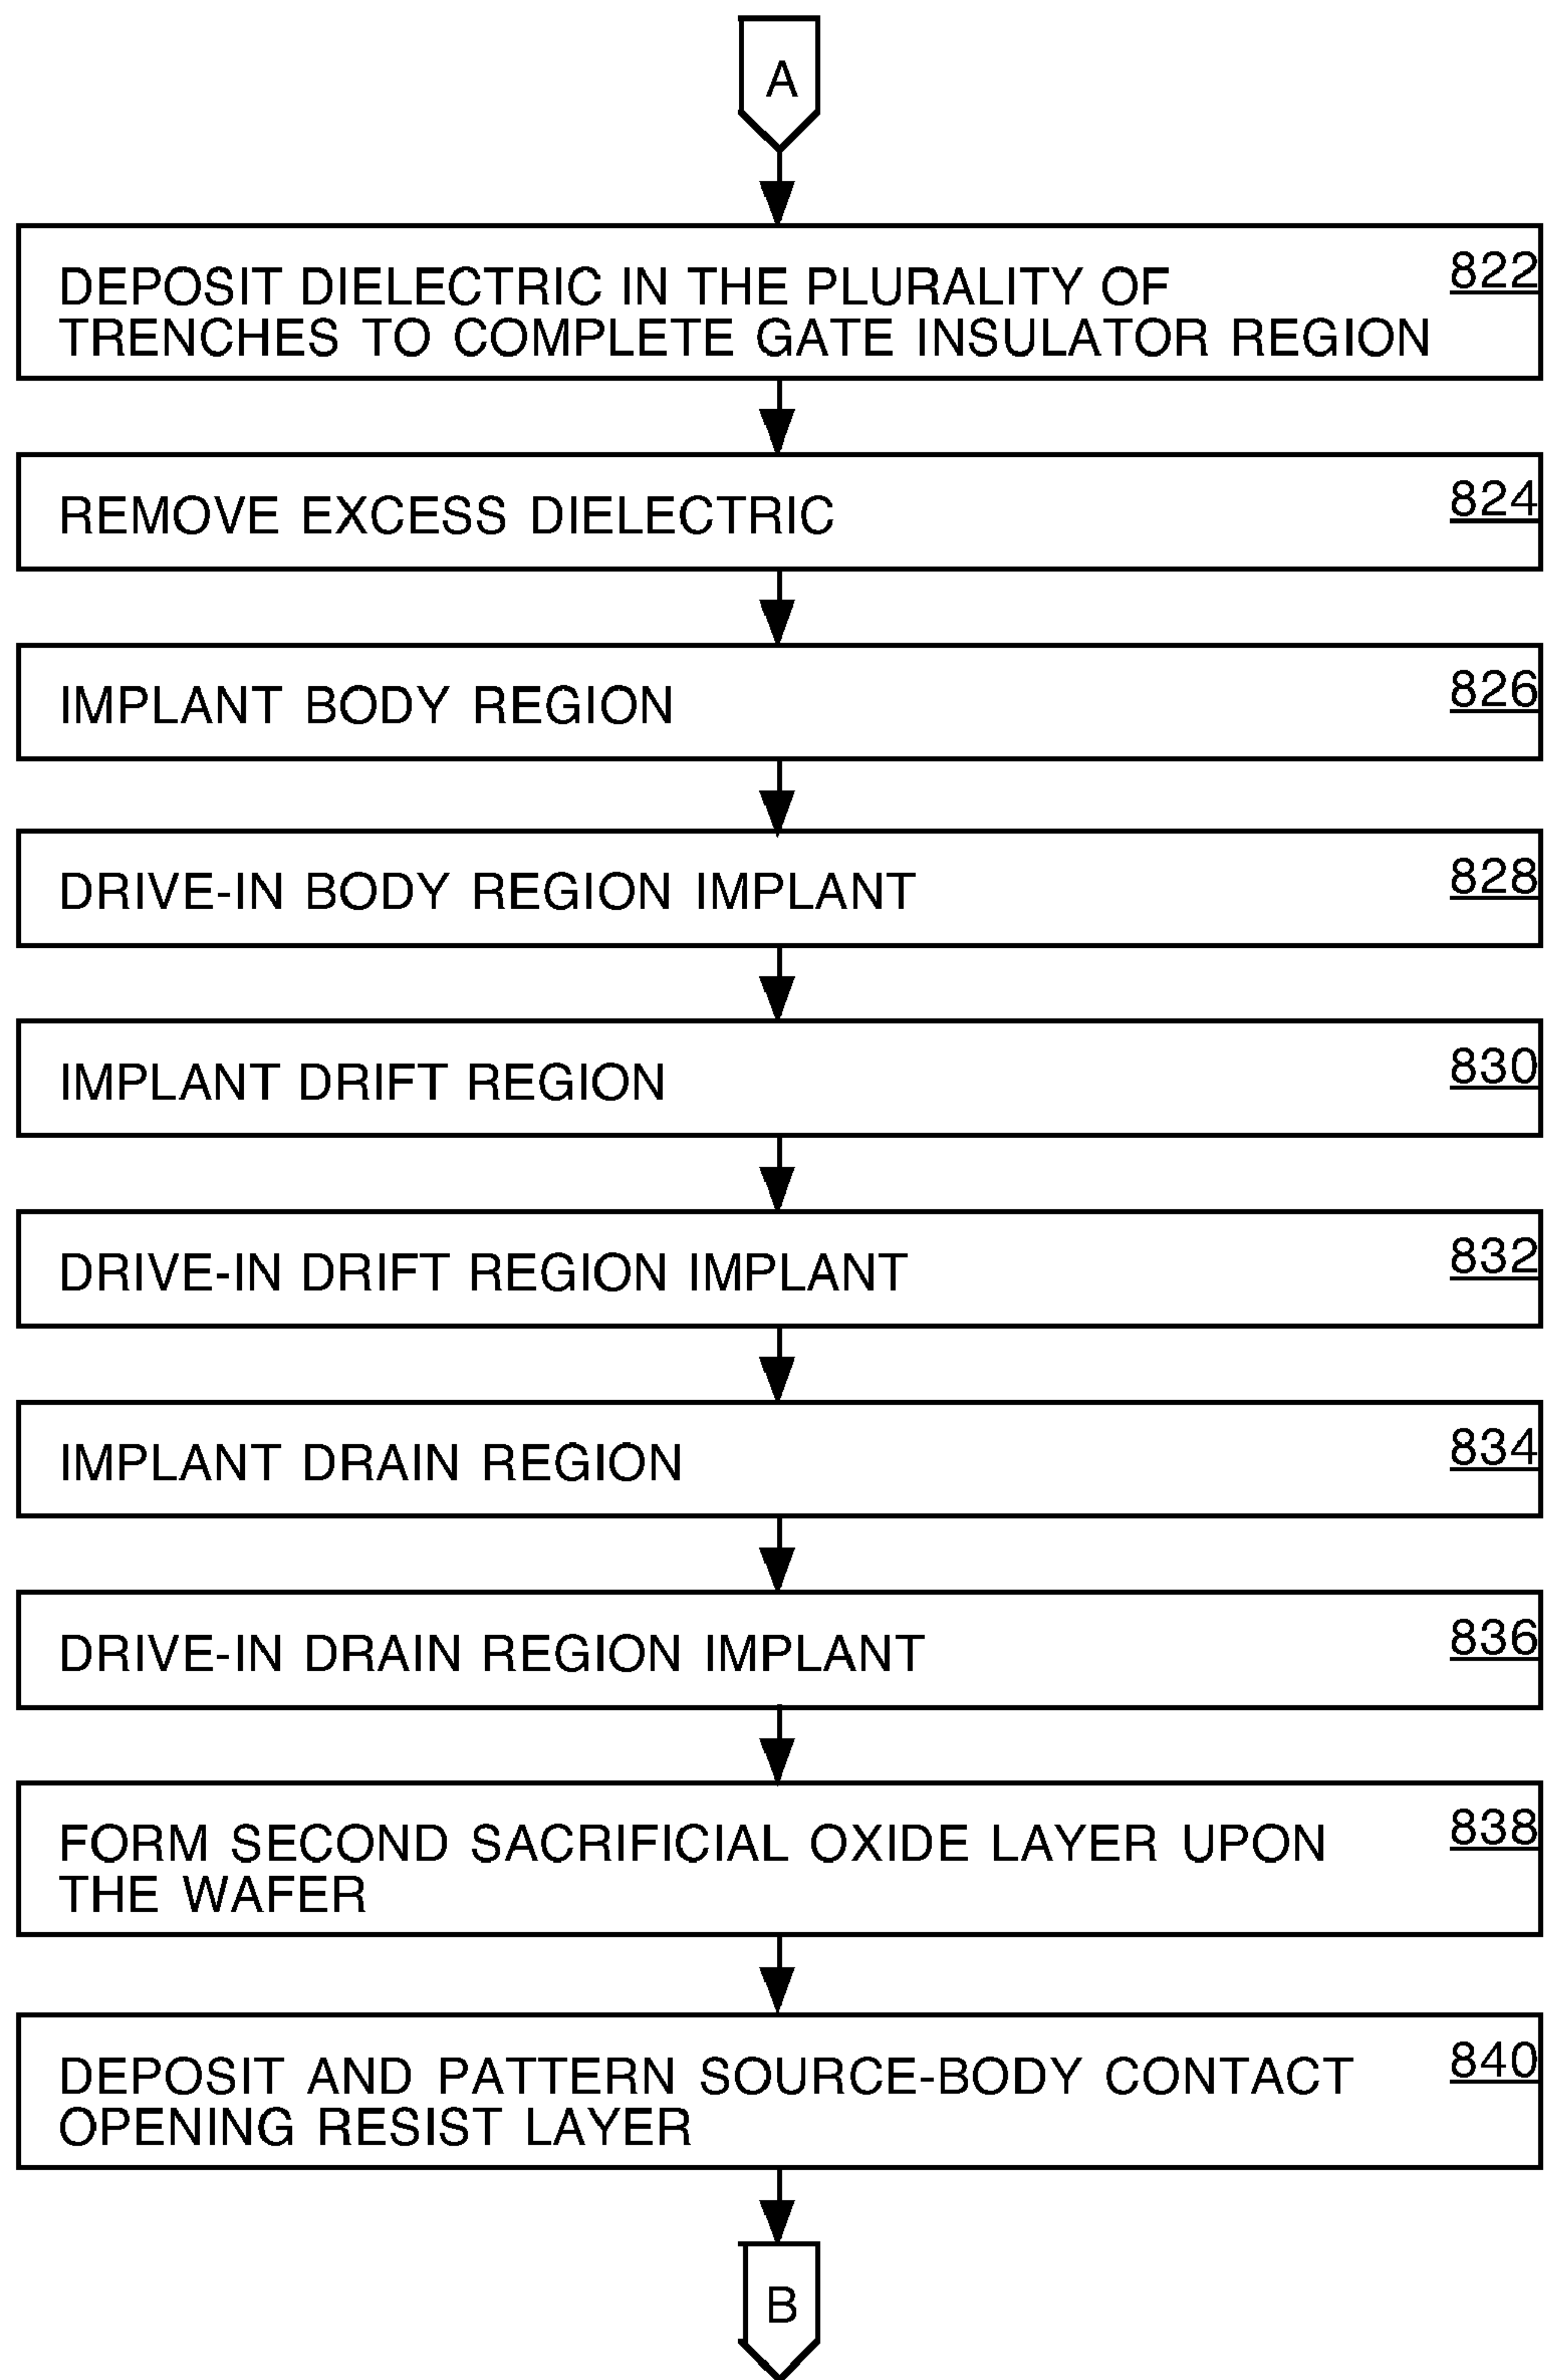 A
DEPOSIT DIELECTRIC IN THE PLURALITY OF
TRENCHES TO COMPLETE GATE INSULATOR REGION
822
REMOVE EXCESS DIELECTRIC
824
IMPLANT BODY REGION
826
DRIVE-IN BODY REGION IMPLANT
828
IMPLANT DRIFT REGION
830
DRIVE-IN DRIFT REGION IMPLANT
832
IMPLANT DRAIN REGION
834
DRIVE-IN DRAIN REGION IMPLANT
836
FORM SECOND SACRIFICIAL OXIDE LAYER UPON
THE WAFER
838
DEPOSIT AND PATTERN SOURCE-BODY CONTACT
OPENING RESIST LAYER
840
B